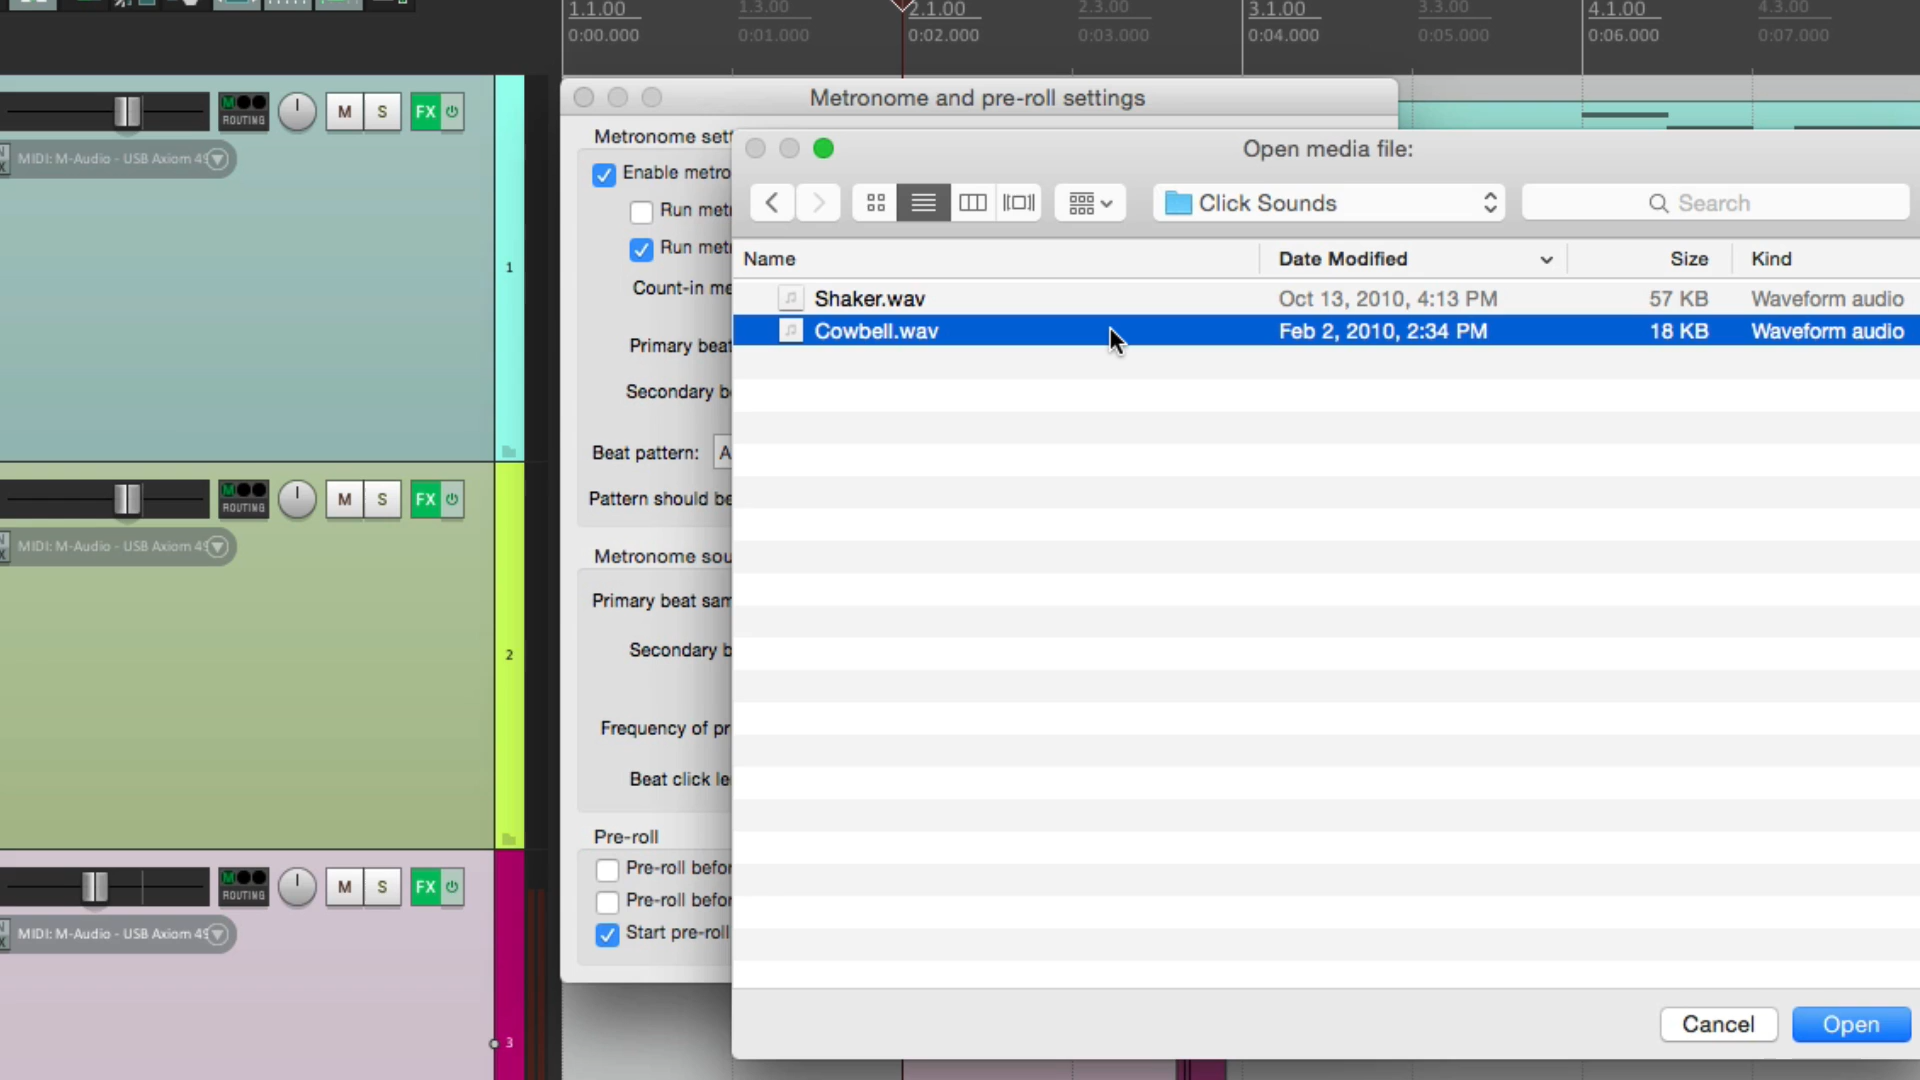 1.1.00
1.3.00
2.1.00
2.3.00
3.1.00
3.3.00
4.1.00
4.3.00
0:00.000
0:01.000
0:02.000
0:03.000
0:04.000
0:05.000
0:06.000
0:07.000
Metronome and pre-roll settings
M
ROUTING
M
S
FX
MIDI: M-Audio - USB Axiom 49
1
Metronome sett
Enable metro
Run metr
Run metr
Count-in me
Primary beat
Secondary b
Beat pattern:
A
Pattern should be
Metronome sou
Primary beat sam
Secondary b
Frequency of pr
Beat click le
Pre-roll
Pre-roll befor
Pre-roll befor
Start pre-roll
Open media file:
Click Sounds
Search
Name
Date Modified
Size
Kind
Shaker.wav
Oct 13, 2010, 4:13 PM
57 KB
Waveform audio
Cowbell.wav
Feb 2, 2010, 2:34 PM
18 KB
Waveform audio
Cancel
Open
M
ROUTING
M
S
FX
MIDI: M-Audio - USB Axiom 49
2
M
ROUTING
M
S
FX
MIDI: M-Audio - USB Axiom 49
3